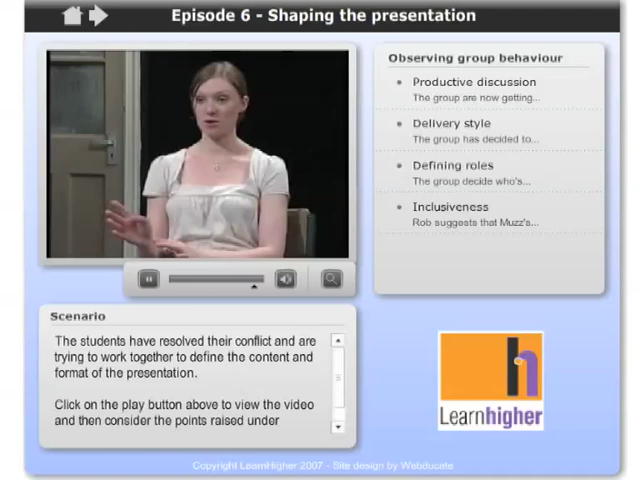 Episode 6 - Shaping the presentation
Observing group behaviour
Productive discussion
The group are now getting...
Delivery style
The group has decided to...
Defining roles
The group decide who's...
Inclusiveness
Rob suggests that Muzz's...
Scenario
The students have resolved their conflict and are
trying to work together to define the content and
format of the presentation.
Click on the play button above to view the video
and then consider the points raised under
h
Learnhigher
Copyright LearnHigher 2007 - Site design by Webducate